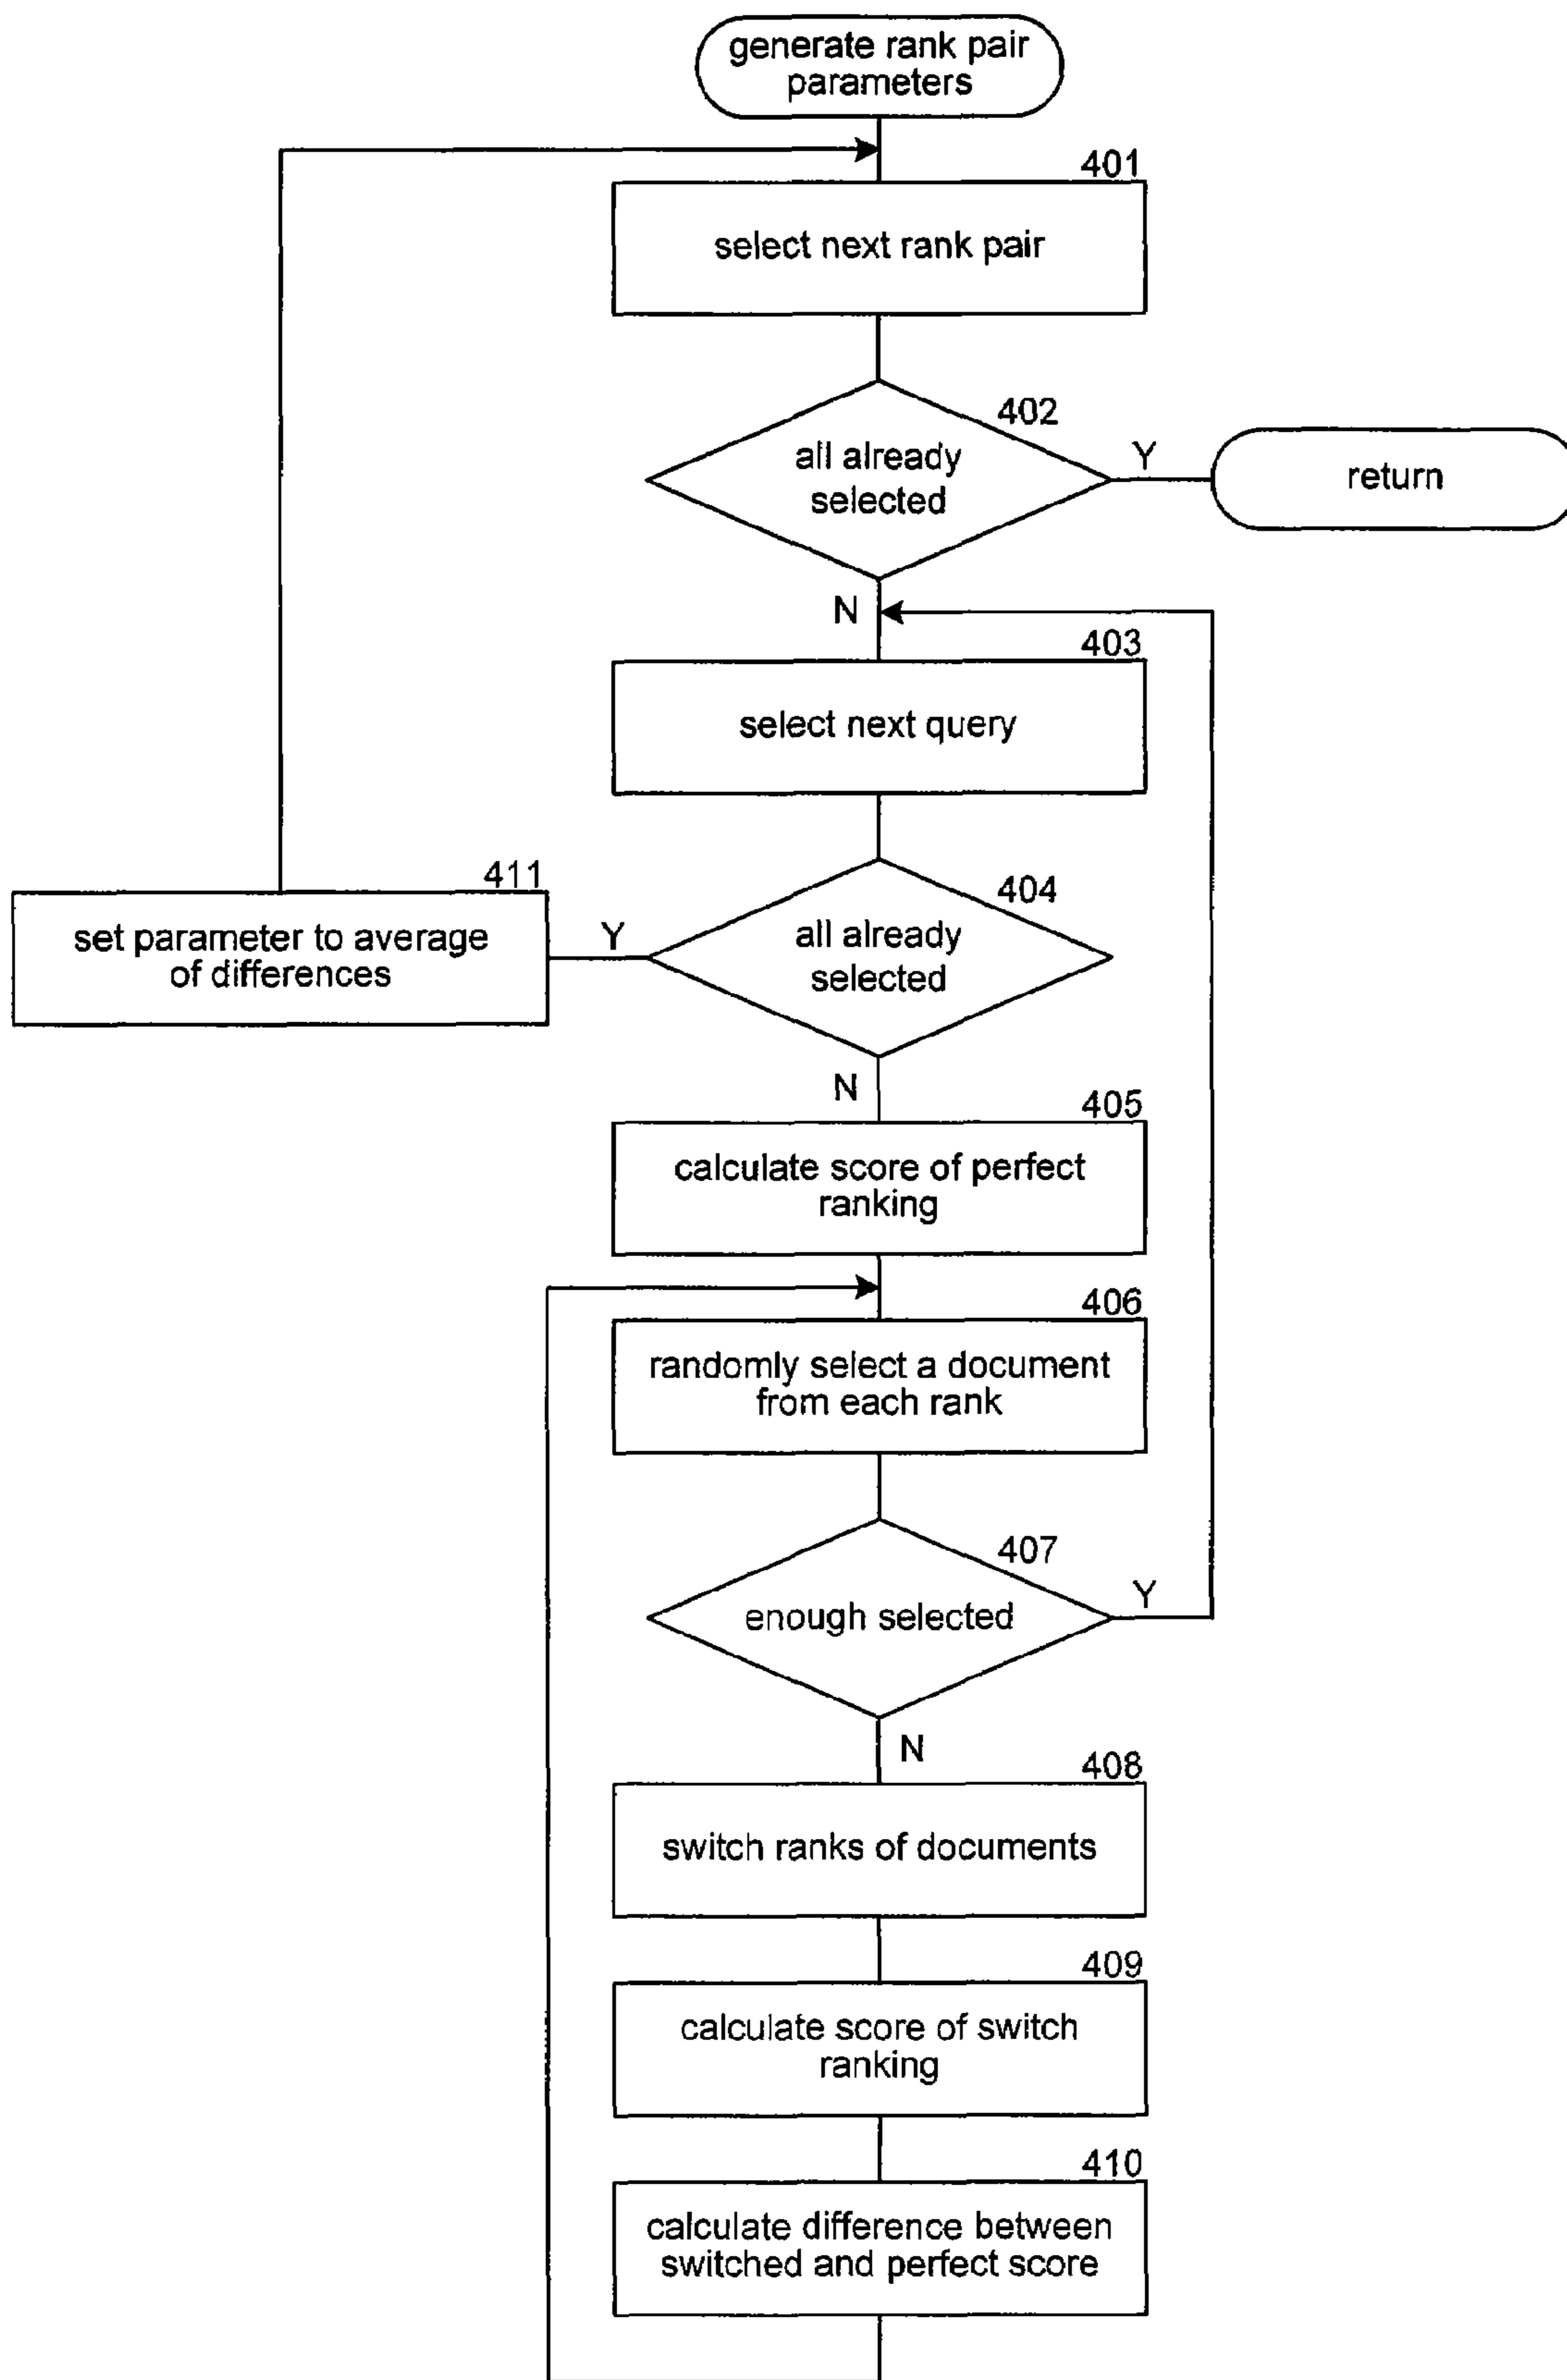 generate rank pair
parameters
401
select next rank pair
402
all already
selected
Y
return
N
403
select next query
411
set parameter to average
of differences
Y
404
all already
selected
N
405
calculate score of perfect
ranking
406
randomly select a document
from each rank
407
enough selected
Y
N
408
switch ranks of documents
409
calculate score of switch
ranking
410
calculate difference between
switched and perfect score